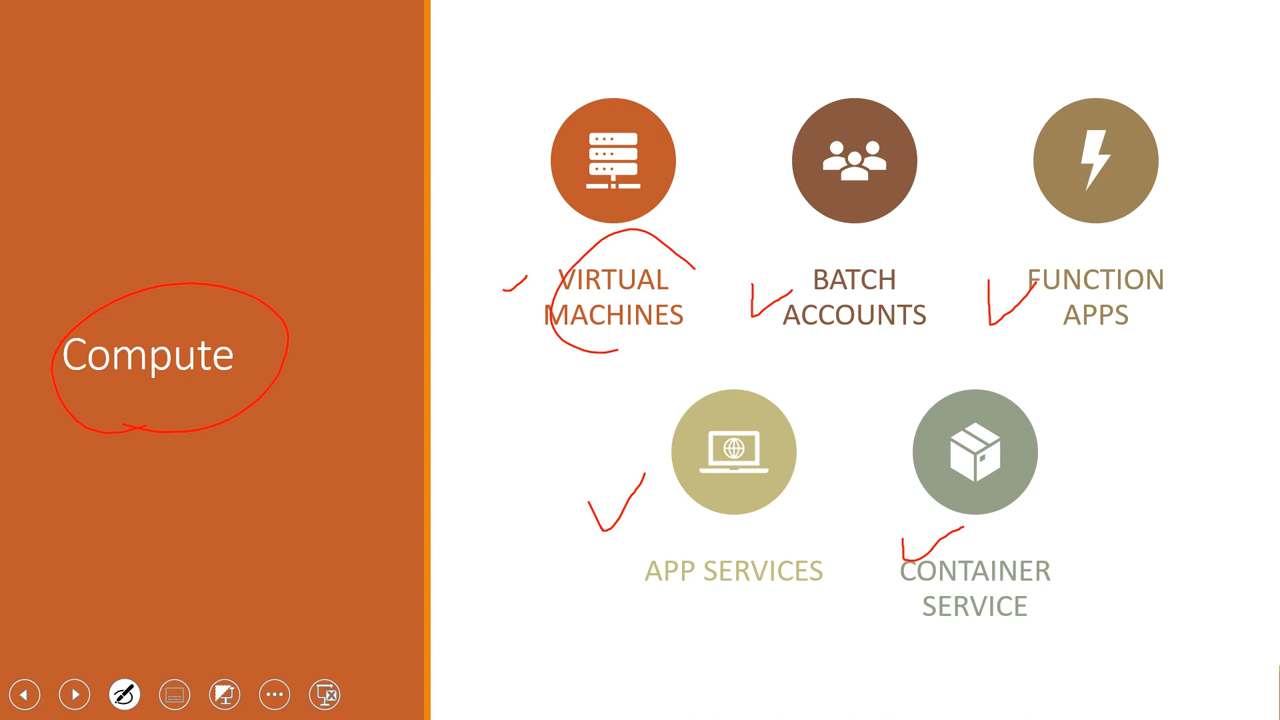 Compute
VIRTUAL
MACHINES
BATCH
ACCOUNTS
FUNCTION
APPS
APP SERVICES
CONTAINER
SERVICE